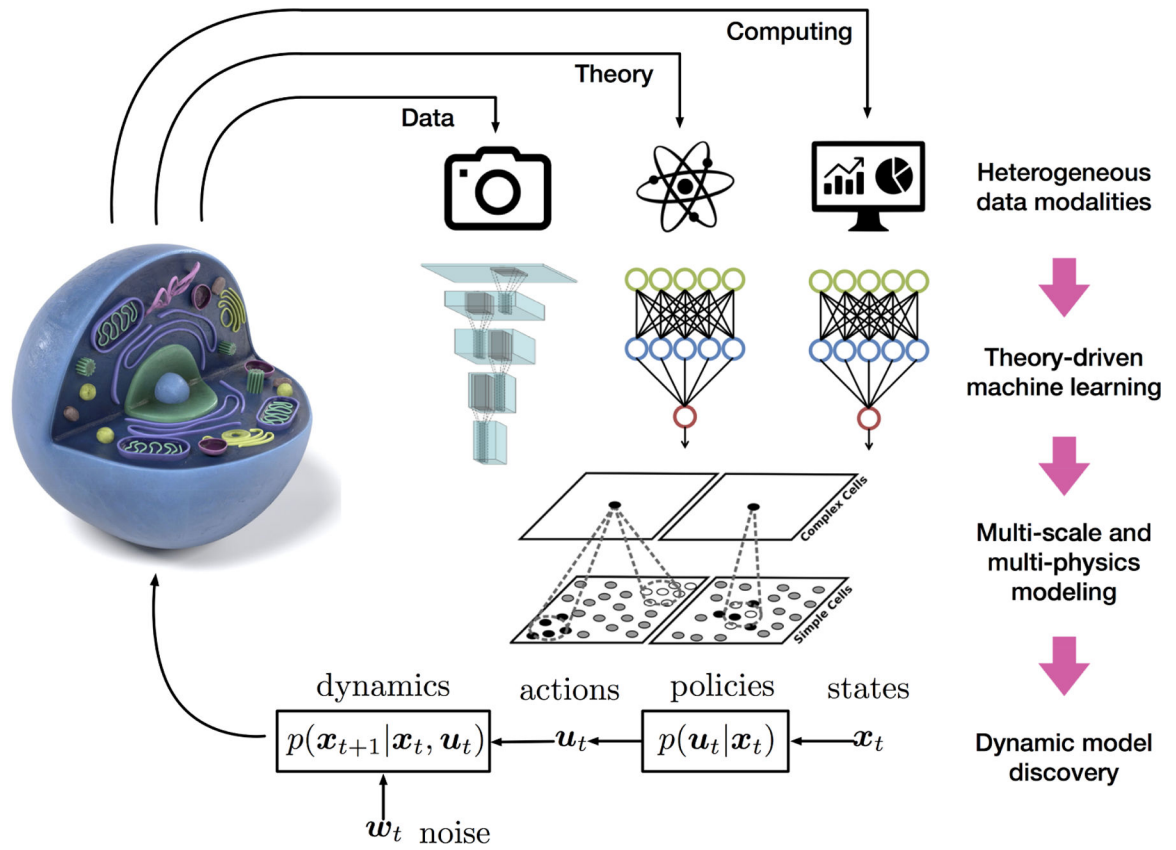 Computing
Theory
Data
Heterogeneous
data modalities
Theory-driven
machine learning
Complex Cells
Simple Cells
Multi-scale and
multi-physics
modeling
dynamics
actions
policies
states
p(x_{t+1}|x_t, u_t)
u_t
p(u_t|x_t)
x_t
Dynamic model
discovery
w_t noise